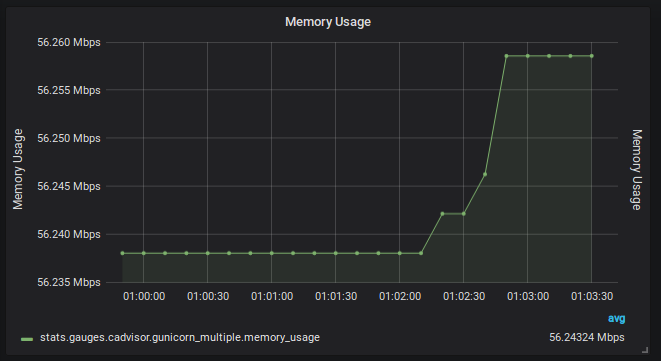 Memory Usage
56.260 Mbps
56.255 Mbps
56.250 Mbps
56.245 Mbps
56.240 Mbps
56.235 Mbps
Memory Usage
Memory Usage
01:00:00 01:00:30 01:01:00 01:01:30 01:02:00 01:02:30 01:03:00 01:03:30
avg
stats.gauges.cadvisor.gunicorn_multiple.memory_usage 56.24324 Mbps